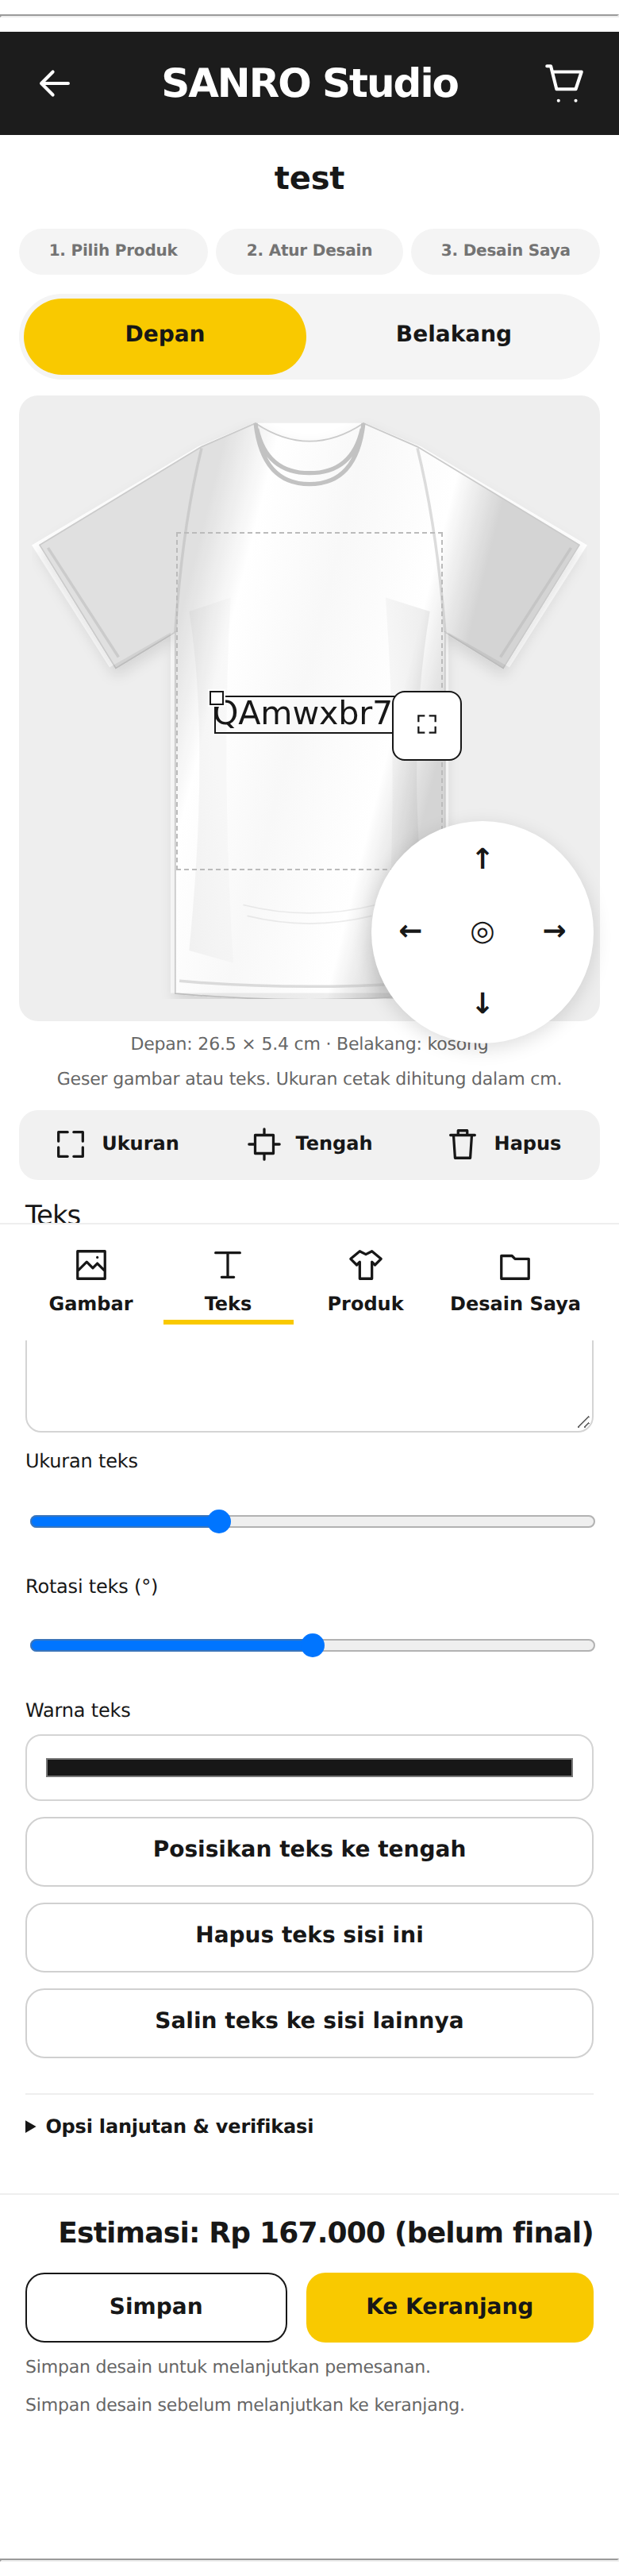 SANRO Studio
test
1. Pilih Produk
2. Atur Desain
3. Desain Saya
Depan
Belakang
QAmwxbr7
Depan: 26.5 × 5.4 cm · Belakang: kosong
Geser gambar atau teks. Ukuran cetak dihitung dalam cm.
Ukuran
Tengah
Hapus
Teks
Gambar
Teks
Produk
Desain Saya
Ukuran teks
Rotasi teks (°)
Warna teks
Posisikan teks ke tengah
Hapus teks sisi ini
Salin teks ke sisi lainnya
Opsi lanjutan & verifikasi
Estimasi: Rp 167.000 (belum final)
Simpan
Ke Keranjang
Simpan desain untuk melanjutkan pemesanan.
Simpan desain sebelum melanjutkan ke keranjang.